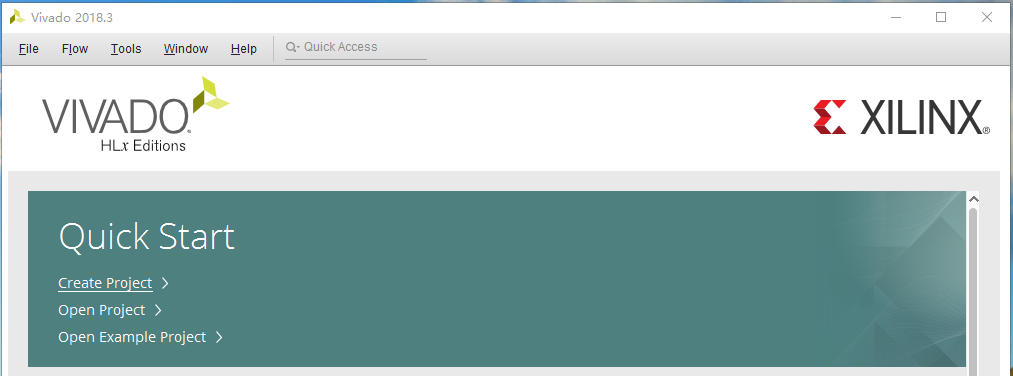 Vivado 2018.3
File Flow Tools Window Help Quick Access
VIVADO.
HLx Editions
XILINX®
Quick Start
Create Project
Open Project
Open Example Project